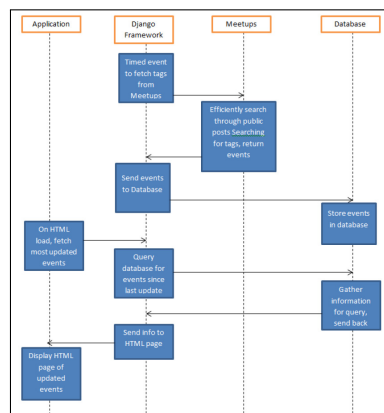 Application
Django
Framework
Meetups
Database
Timed event
to fetch tags
from
Meetups
Efficiently search
through public
posts Searching
for tags, return
events
Send events
to Database
Store events
in database
On HTML
load, fetch
most updated
events
Query
database for
events since
last update
Gather
information
for query,
send back
Send info to
HTML page
Display HTML
page of
updated
events